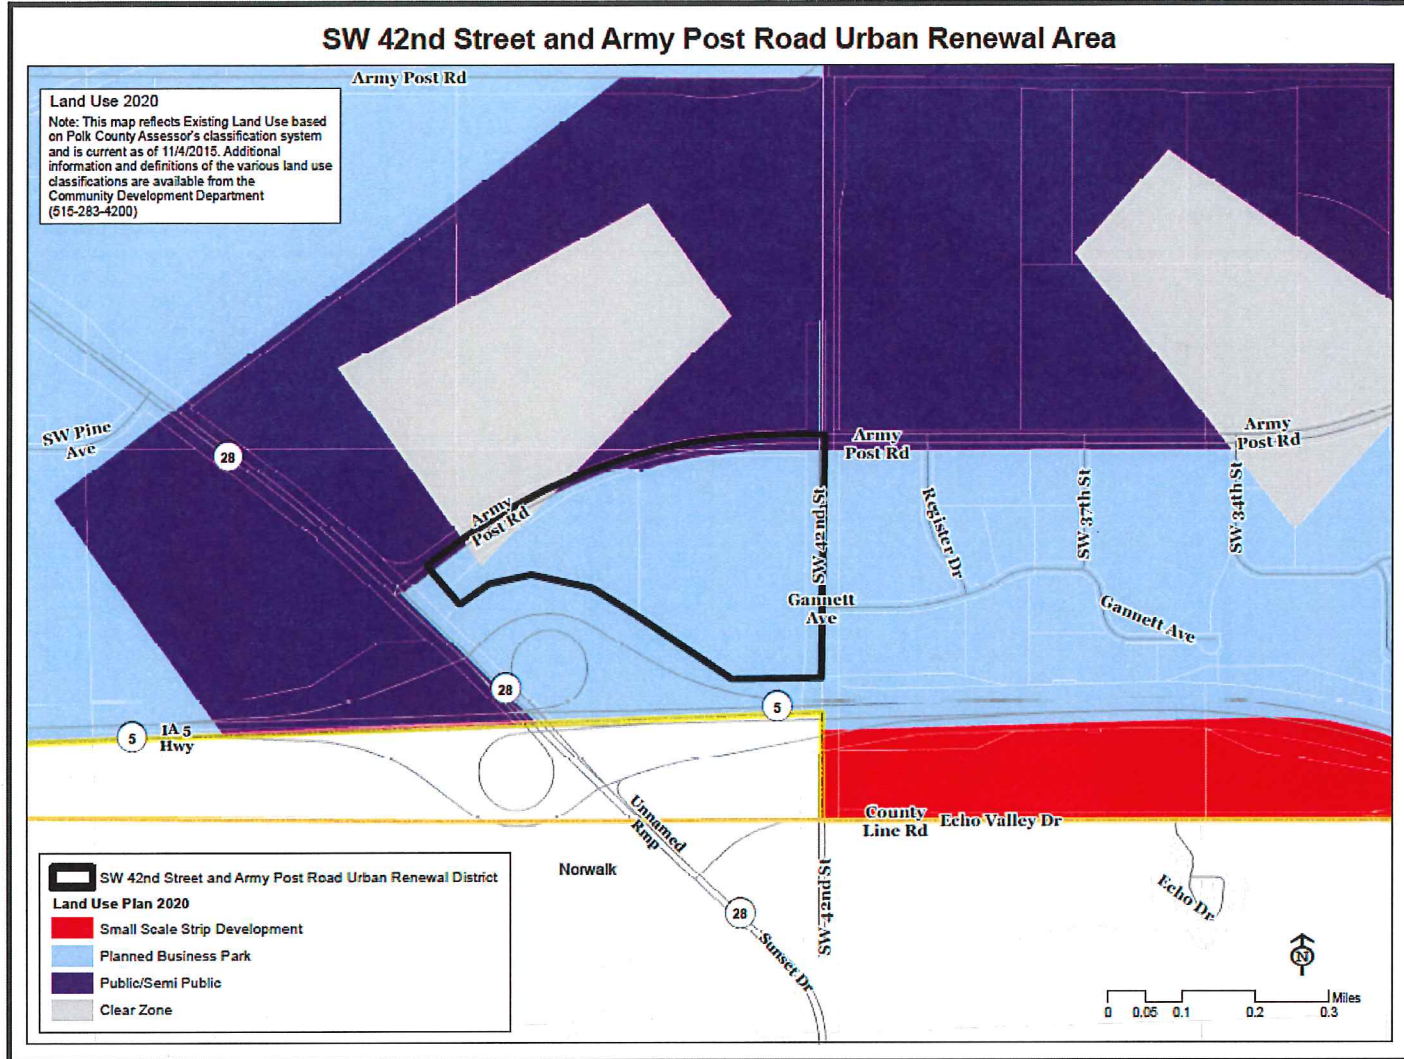 SW 42nd Street and Army Post Road Urban Renewal Area
Army Post Rd
Land Use 2020
Note: This map reflects Existing Land Use based
on Polk County Assessor's classification system
and is current as of 11/4/2015. Additional
information and definitions of the various land use
classifications are available from the
Community Development Department
(515-283-4200)
SW Pine
Ave
28
Army
Post Rd
Army
Post Rd
Army
Post Rd
SW 42nd St
Register Dr
SW 37th St
SW 34th St
Gannett
Ave
Gannett Ave
28
5
5
IA 5
Hwy
Unnamed
Rmp
County
Line Rd
Echo Valley Dr
Norwalk
SW 42nd St
Echo Dr
28
Sunset Dr
SW 42nd Street and Army Post Road Urban Renewal District
Land Use Plan 2020
Small Scale Strip Development
Planned Business Park
Public/Semi Public
Clear Zone
N
Miles
0 0.05 0.1 0.2 0.3